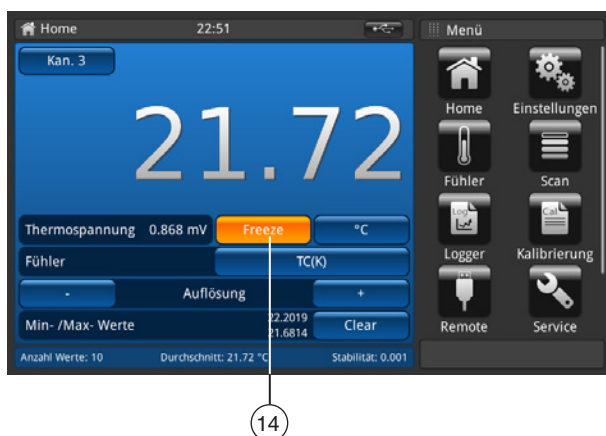 Home 22:51
Menü
Kan. 3
21.72
Home Einstellungen
Fühler Scan
Log
Cal
Logger Kalibrierung
Remote Service
Thermospannung 0.868 mV Freeze °C
Fühler TC(K)
- Auflösung +
Min- /Max- Werte 22.2019 21.6814 Clear
Anzahl Werte: 10 Durchschnitt: 21.72 °C Stabilität: 0.001
14